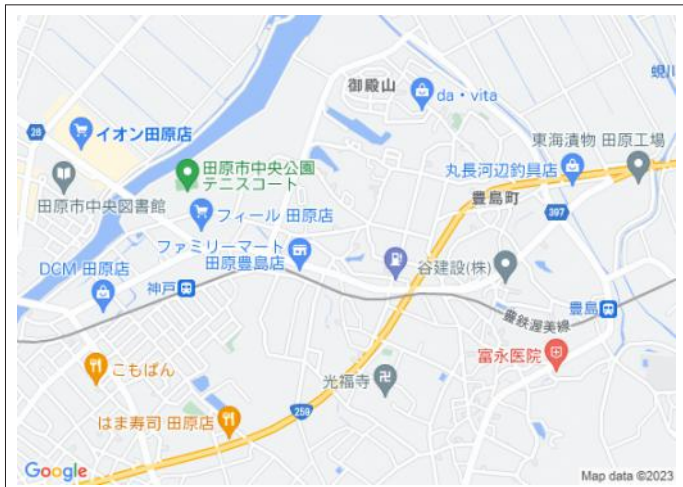 御殿山
da・vita
蜆川
28
イオン田原店
東海漬物 田原工場
田原市中央公園
テニスコート
丸長河辺釣具店
田原市中央図書館
豊島町
フィール 田原店
397
ファミリーマート
田原豊島店
谷建設(株)
DCM 田原店
神戸
豊島
豊鉄渥美線
富永医院
こもぱん
光福寺
259
はま寿司 田原店
Google
Map data ©2023